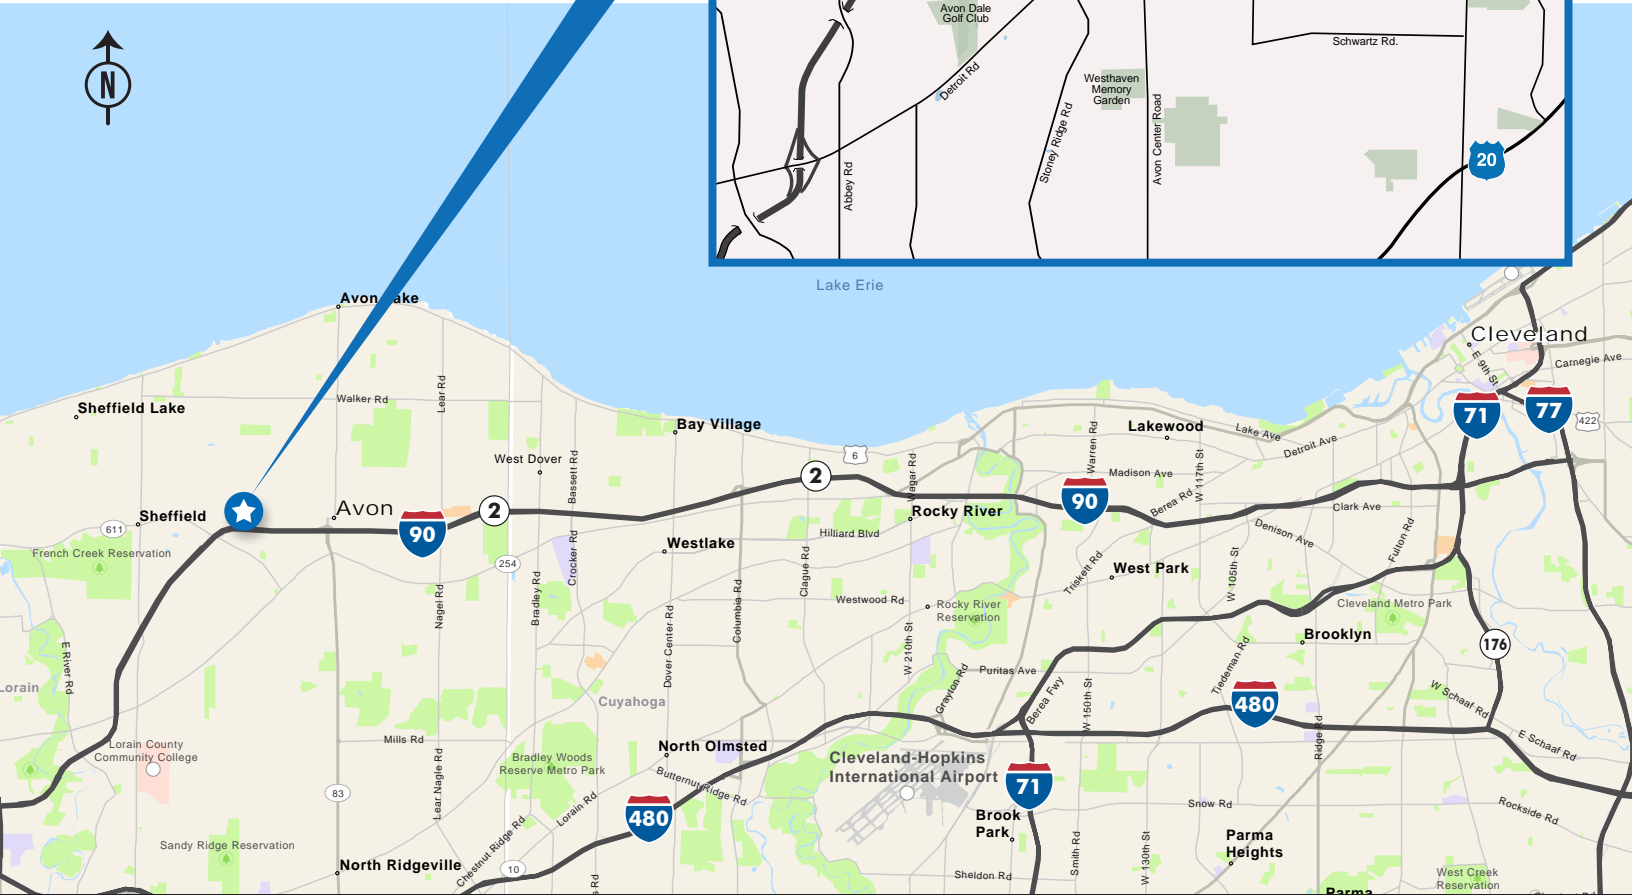 Avon Dale
Golf Club
Schwartz Rd.
Detroit Rd
Westhaven
Memory
Garden
Stoney Ridge Rd
Avon Center Road
Abbey Rd
20
N
Lake Erie
Avon Lake
Cleveland
E 9th St
Carnegie Ave
Walker Rd
Lear Rd
Sheffield Lake
Bay Village
Lakewood
Lake Ave
Detroit Ave
71
77
422
West Dover
Bassett Rd
6
2
Wagar Rd
Warren Rd
Madison Ave
W 117th St
Sheffield
611
Avon
90
2
Rocky River
90
Berea Rd
Clark Ave
Hilliard Blvd
Denison Ave
Fulton Rd
French Creek Reservation
254
Crocker Rd
Westlake
Clague Rd
West Park
Triskett Rd
W 105th St
Nagel Rd
Bradley Rd
Columbia Rd
Westwood Rd
Rocky River
Reservation
Cleveland Metro Park
Dover Center Rd
W 210th St
Brooklyn
176
E River Rd
Lorain
Cuyahoga
Grayton Rd
Puritas Ave
Berea Fwy
W 150th St
Tiedeman Rd
480
W Schaaf Rd
Ridge Rd
E Schaaf Rd
Mills Rd
Lorain County
Community College
Lear Nagle Rd
Bradley Woods
Reserve Metro Park
North Olmsted
Butternut Ridge Rd
Cleveland-Hopkins
International Airport
71
83
480
Lorain Rd
Chestnut Ridge Rd
Brook
Park
Snow Rd
Rockside Rd
Smith Rd
W 130th St
Parma
Heights
Sandy Ridge Reservation
North Ridgeville
10
Sheldon Rd
West Creek
Reservation
Parma